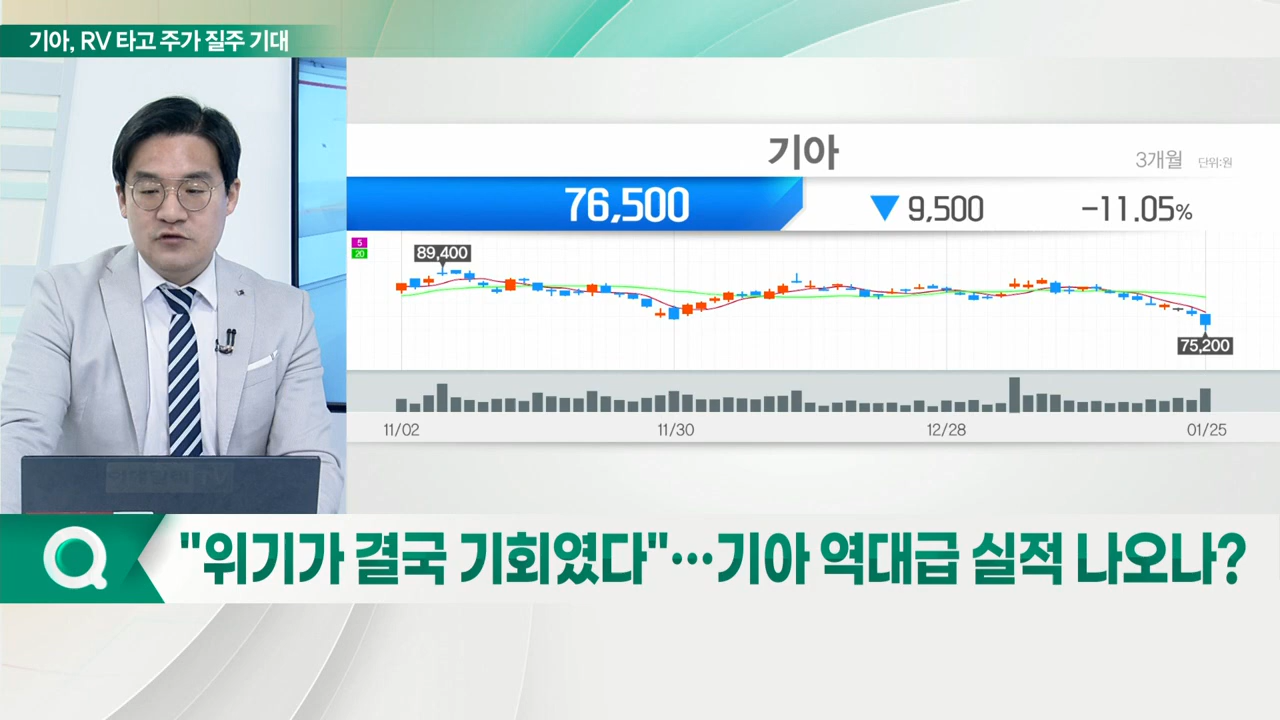 기아, RV 타고 주가 질주 기대
기아
3개월 단위:원
76,500 ▼ 9,500 -11.05%
5
20
89,400
75,200
11/02 11/30 12/28 01/25
"위기가 결국 기회였다"…기아 역대급 실적 나오나?